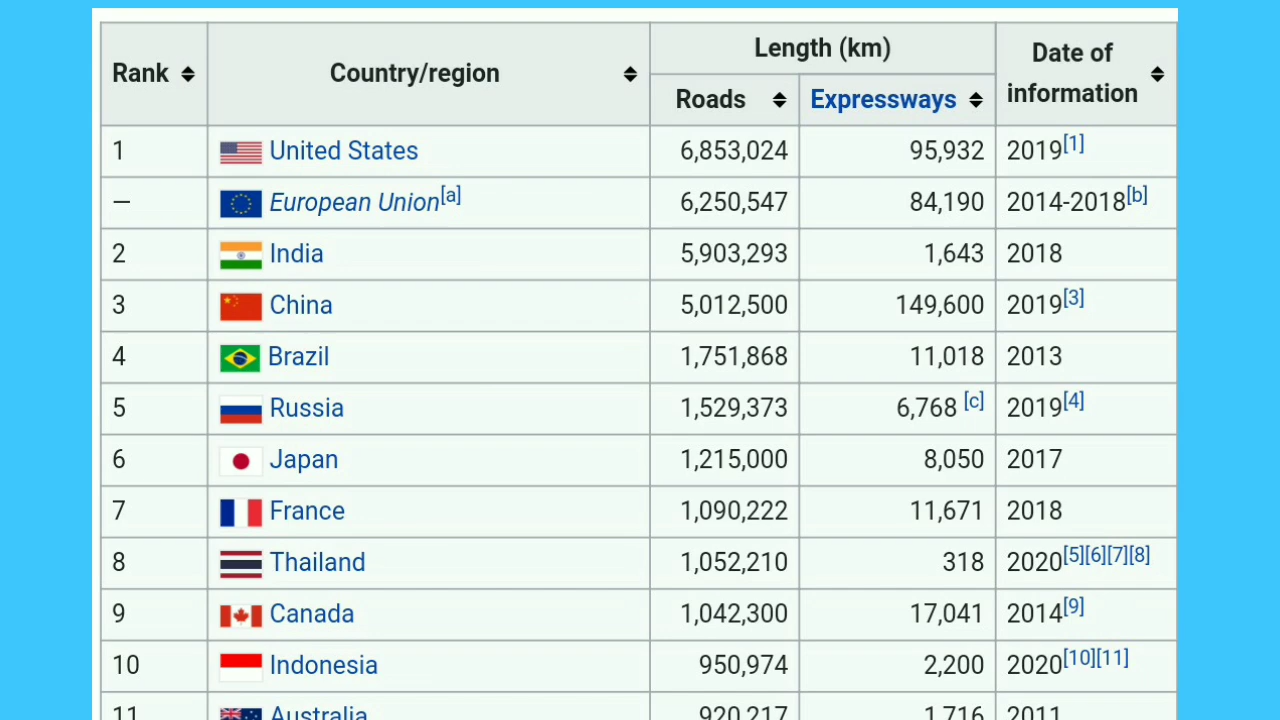 Rank Country/region Length (km) Date of information
Roads Expressways
1 United States 6,853,024 95,932 2019[1]
— European Union[a] 6,250,547 84,190 2014-2018[b]
2 India 5,903,293 1,643 2018
3 China 5,012,500 149,600 2019[3]
4 Brazil 1,751,868 11,018 2013
5 Russia 1,529,373 6,768 [c] 2019[4]
6 Japan 1,215,000 8,050 2017
7 France 1,090,222 11,671 2018
8 Thailand 1,052,210 318 2020[5][6][7][8]
9 Canada 1,042,300 17,041 2014[9]
10 Indonesia 950,974 2,200 2020[10][11]
11 Australia 920,217 1,716 2011